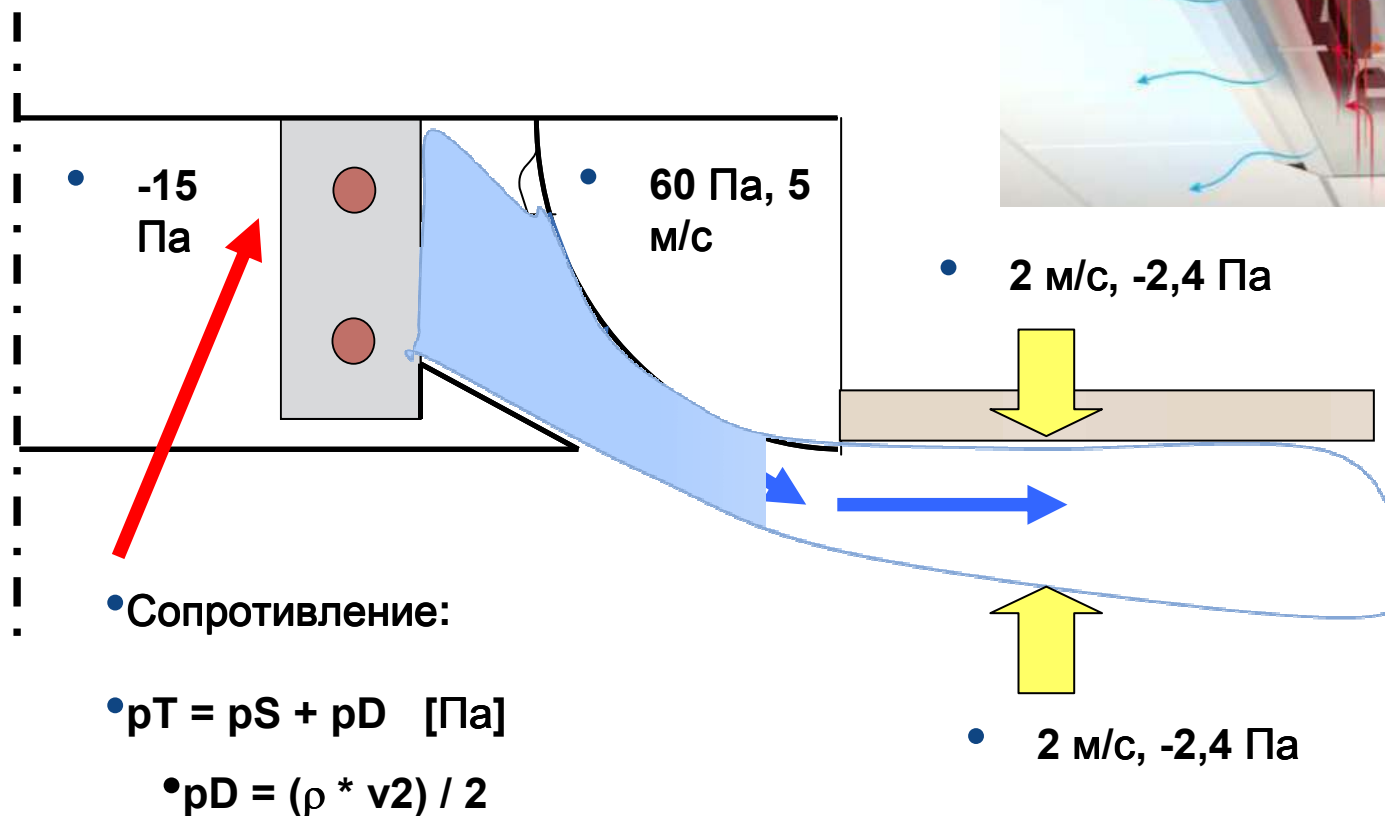 -15
Па
60 Па, 5
м/с
2 м/с, -2,4 Па
Сопротивление:
pT = pS + pD [Па]
pD = (ρ * v2) / 2
2 м/с, -2,4 Па